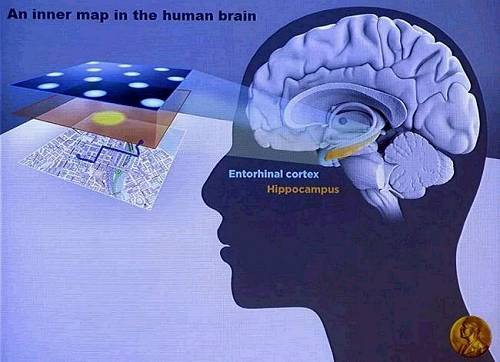 An inner map in the human brain
Entorhinal cortex
Hippocampus